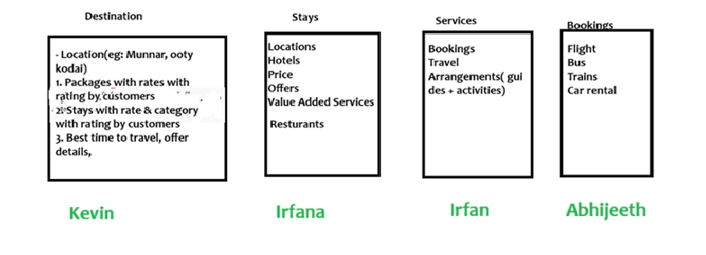 Destination
- Location(eg: Munnar, ooty
kodai)
1. Packages with rates with
rating by customers
2. Stays with rate & category
with rating by customers
3. Best time to travel, offer
details,
Kevin
Stays
Locations
Hotels
Price
Offers
Value Added Services
Resturants
Irfana
Services
Bookings
Travel
Arrangements( gui
des + activities)
Irfan
Bookings
Flight
Bus
Trains
Car rental
Abhijeeth